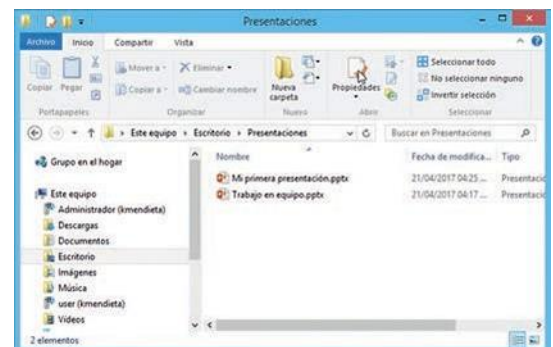 Presentaciones
Archivo Inicio Compartir Vista
Copiar Pegar Mover a Copiar a Eliminar Cambiar nombre Nueva carpeta Propiedades Seleccionar todo No seleccionar ninguno Invertir selección
Portapapeles Organizar Nuevo Abrir Seleccionar
Este equipo Escritorio Presentaciones Buscar en Presentaciones
Grupo en el hogar
Este equipo
Administrador (kmendieta)
Descargas
Documentos
Escritorio
Imágenes
Música
user (kmendieta)
Vídeos
Nombre Fecha de modifica... Tipo
Mi primera presentación.pptx 21/04/2017 04:25 ... Presentació
Trabajo en equipo.pptx 21/04/2017 04:17 ... Presentació
2 elementos